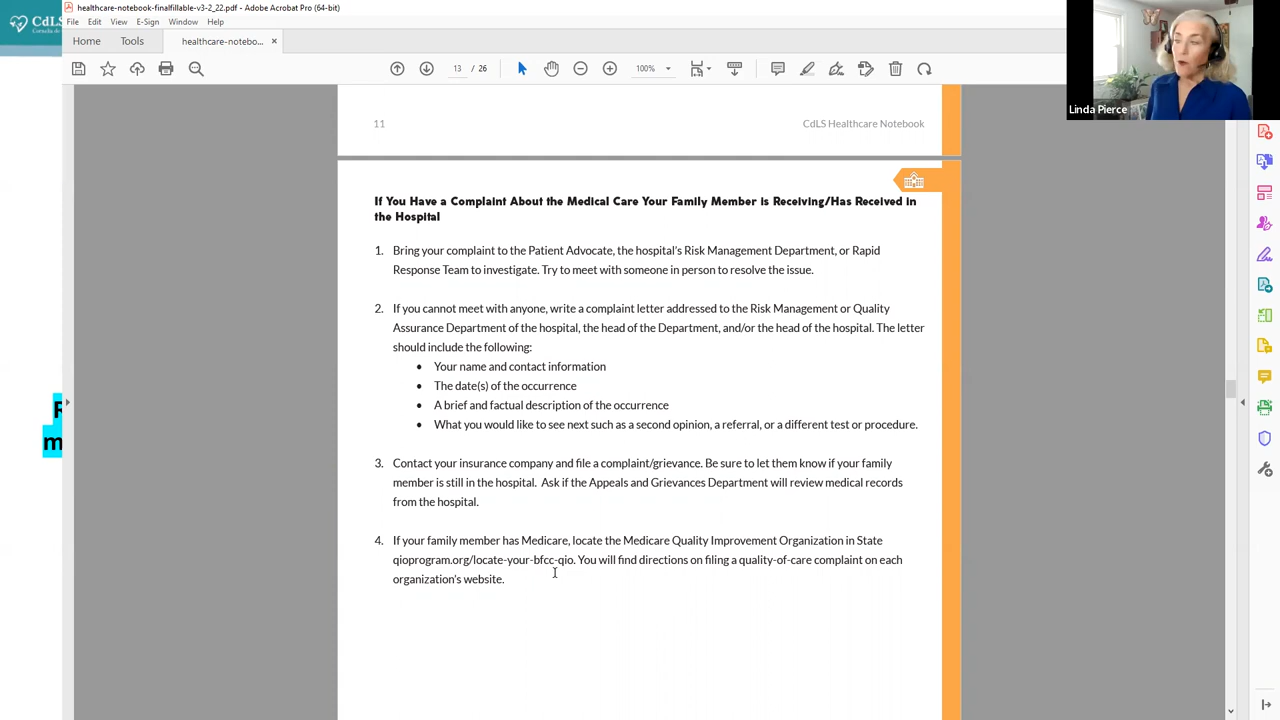 healthcare-notebook-finalfillable-v3-2_22.pdf - Adobe Acrobat Pro (64-bit)
CdLS
File Edit View E-Sign Window Help
Home Tools healthcare-notebo... ×
13 / 26 100%
Linda Pierce
11 CdLS Healthcare Notebook
If You Have a Complaint About the Medical Care Your Family Member is Receiving/Has Received in
the Hospital
1. Bring your complaint to the Patient Advocate, the hospital's Risk Management Department, or Rapid
Response Team to investigate. Try to meet with someone in person to resolve the issue.
2. If you cannot meet with anyone, write a complaint letter addressed to the Risk Management or Quality
Assurance Department of the hospital, the head of the Department, and/or the head of the hospital. The letter
should include the following:
• Your name and contact information
• The date(s) of the occurrence
• A brief and factual description of the occurrence
• What you would like to see next such as a second opinion, a referral, or a different test or procedure.
3. Contact your insurance company and file a complaint/grievance. Be sure to let them know if your family
member is still in the hospital. Ask if the Appeals and Grievances Department will review medical records
from the hospital.
4. If your family member has Medicare, locate the Medicare Quality Improvement Organization in State
qioprogram.org/locate-your-bfcc-qio. You will find directions on filing a quality-of-care complaint on each
organization's website.